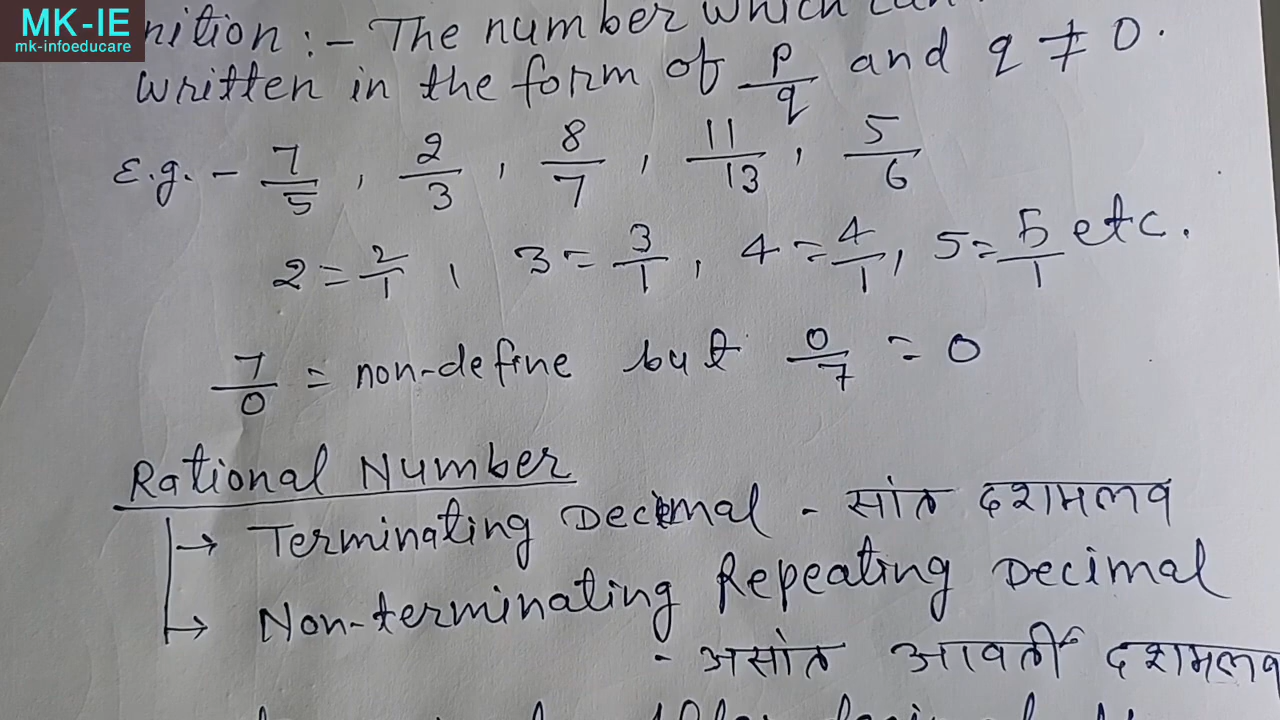 MK-IE
mk-infoeducare
nition :- The number which can
written in the form of p/q and q ≠ 0.
E.g. - 7/5, 2/3, 8/7, 11/13, 5/6
2 = 2/1, 3 = 3/1, 4 = 4/1, 5 = 5/1 etc.
7/0 = non-define but 0/7 = 0
Rational Number
→ Terminating Decimal - सांत दशमलव
→ Non-terminating Repeating Decimal
- असांत आवर्ती दशमलव